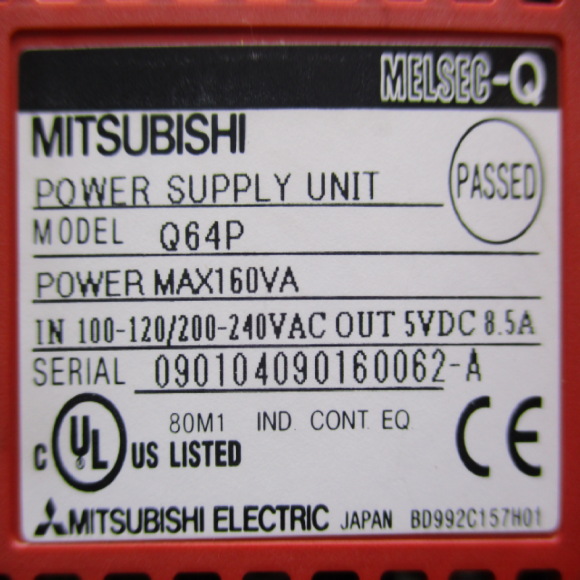 MELSEC-Q
MITSUBISHI
POWER SUPPLY UNIT
PASSED
MODEL Q64P
POWER MAX160VA
IN 100-120/200-240VAC OUT 5VDC 8.5A
SERIAL 090104090160062-A
80M1 IND. CONT. EQ.
C UL US LISTED
CE
MITSUBISHI ELECTRIC JAPAN BD992C157H01